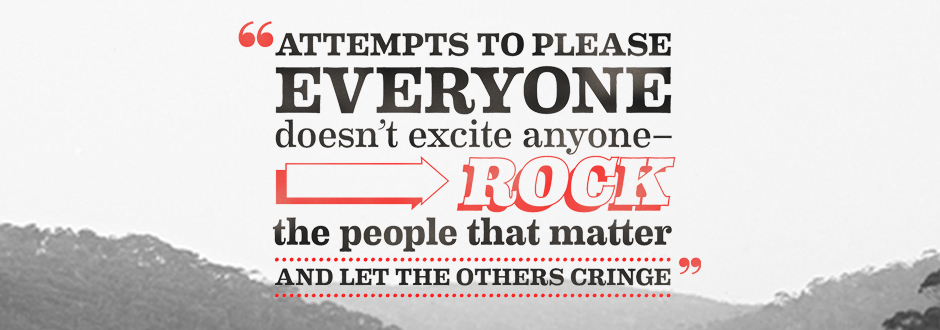 “ATTEMPTS TO PLEASE
EVERYONE
doesn’t excite anyone–
ROCK
the people that matter
AND LET THE OTHERS CRINGE”